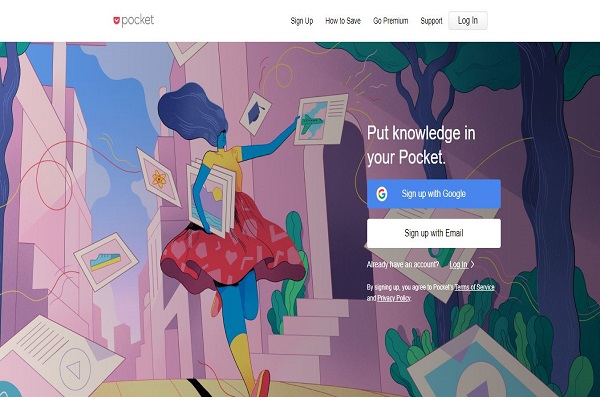 pocket
Sign Up How to Save Go Premium Support Log In
Put knowledge in
your Pocket.
Sign up with Google
Sign up with Email
Already have an account? Log In
By signing up, you agree to Pocket's Terms of Service
and Privacy Policy.